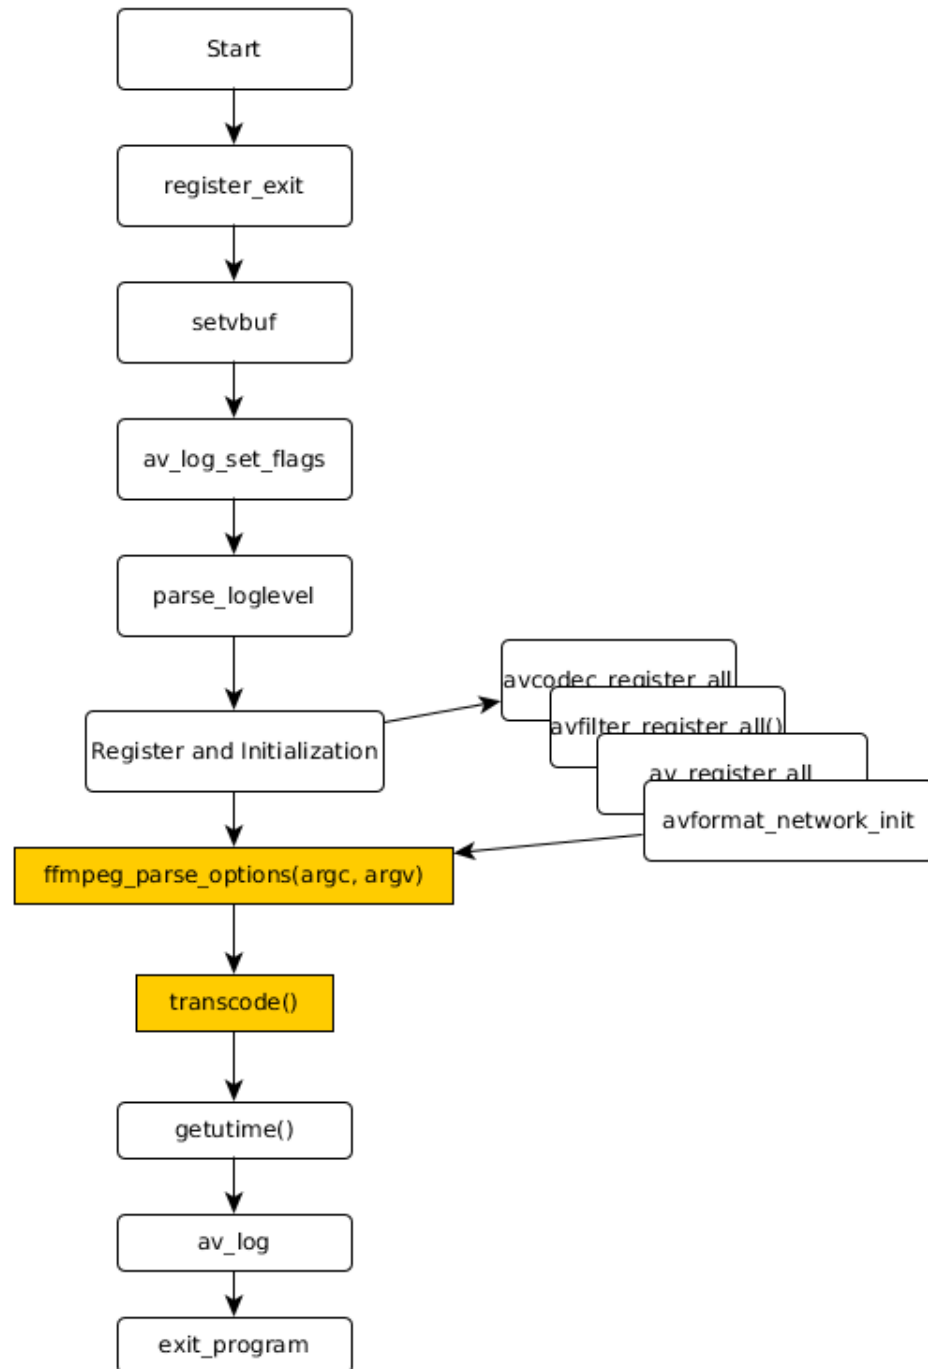 Start
register_exit
setvbuf
av_log_set_flags
parse_loglevel
Register and Initialization
avcodec_register_all
avfilter_register_all()
av_register_all
avformat_network_init
ffmpeg_parse_options(argc, argv)
transcode()
getutime()
av_log
exit_program